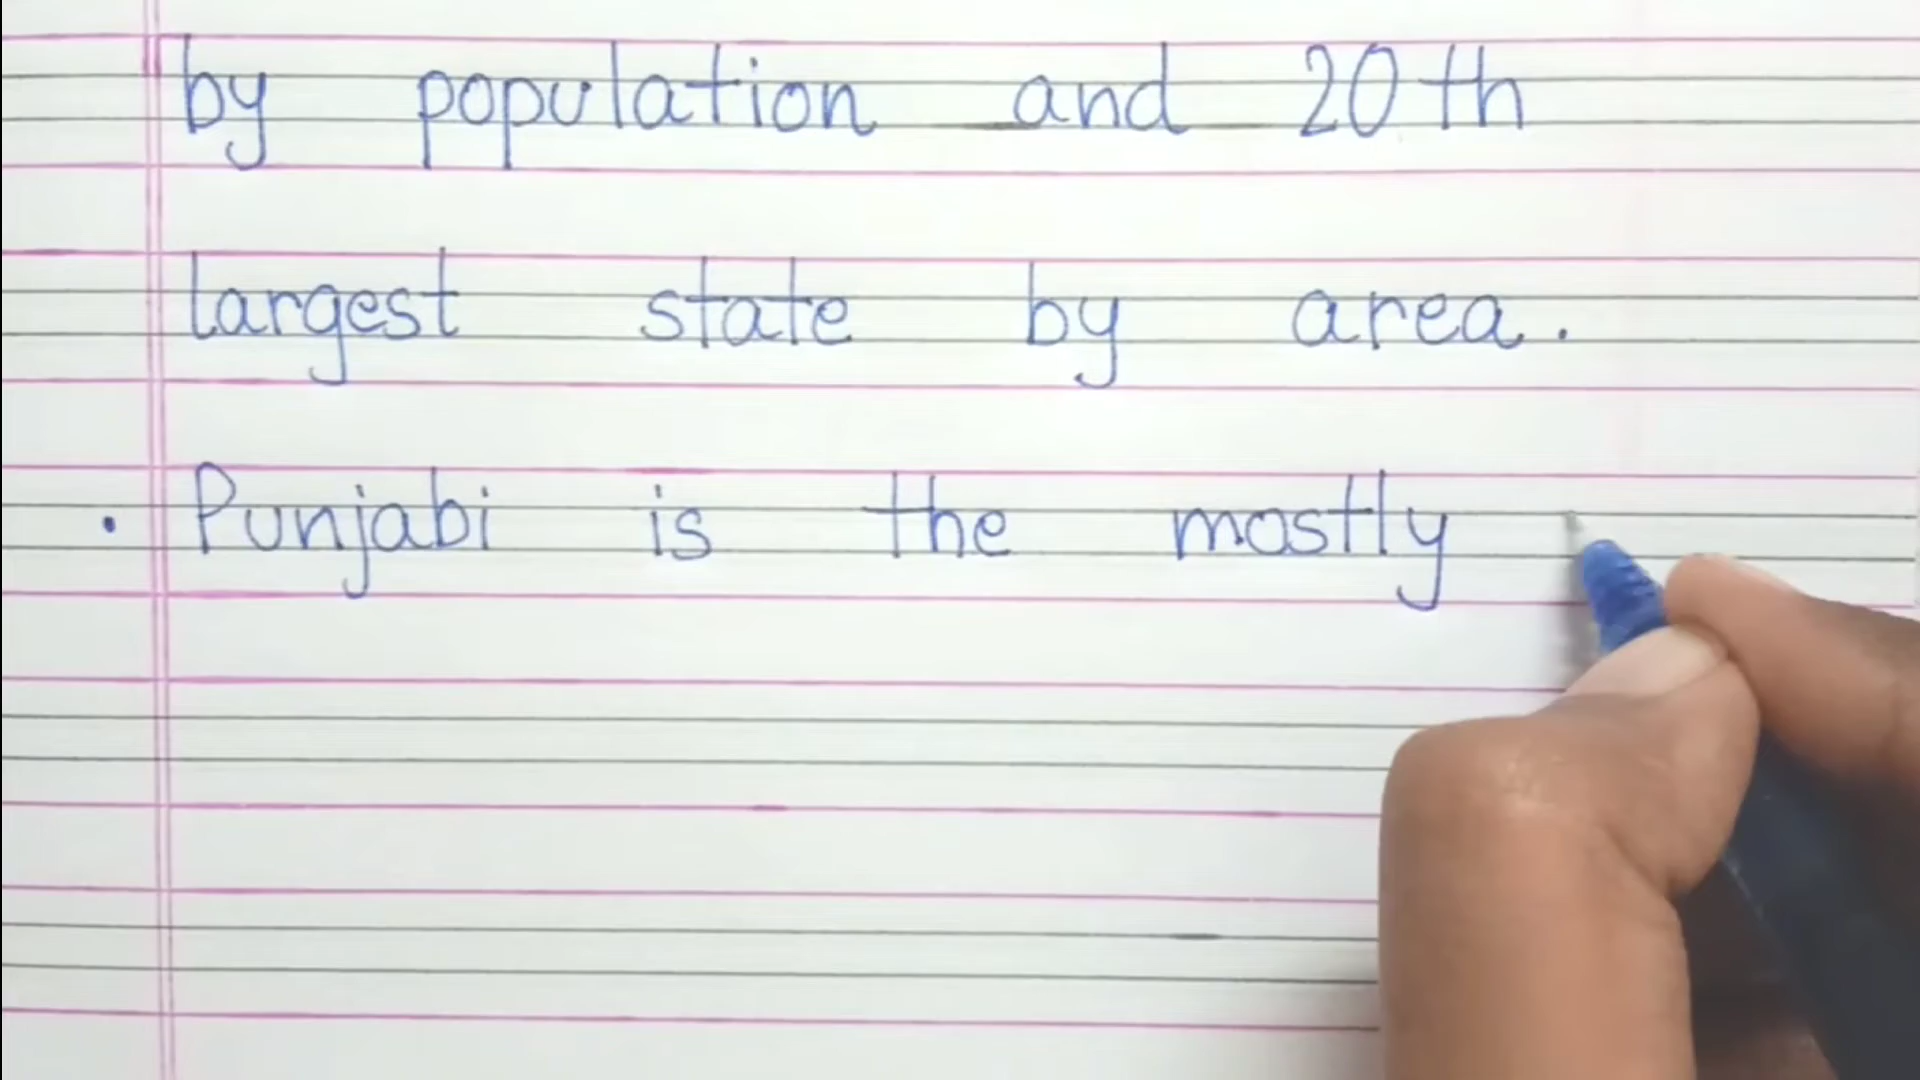 by population and 20th
largest state by area.
• Punjabi is the mostly